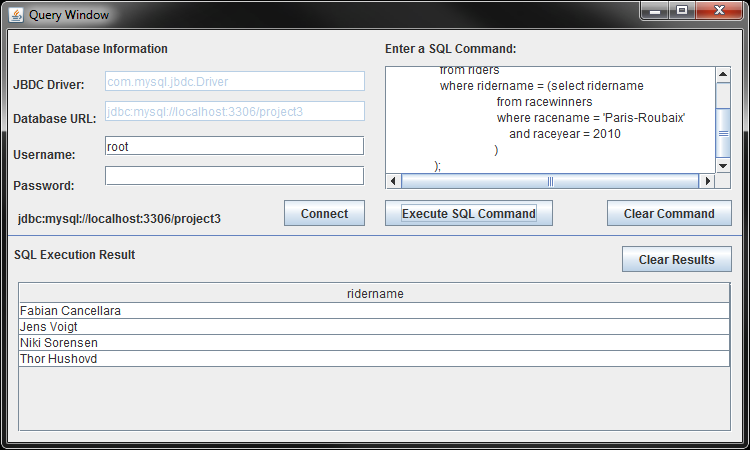 Query Window
Enter Database Information
JBDC Driver:
com.mysql.jbdc.Driver
Database URL:
jdbc:mysql://localhost:3306/project3
Username:
root
Password:
jdbc:mysql://localhost:3306/project3
Connect
Enter a SQL Command:
from riders
where ridername = (select ridername
from racewinners
where racename = 'Paris-Roubaix'
and raceyear = 2010
)
);
Execute SQL Command
Clear Command
SQL Execution Result
Clear Results
ridername
Fabian Cancellara
Jens Voigt
Niki Sorensen
Thor Hushovd